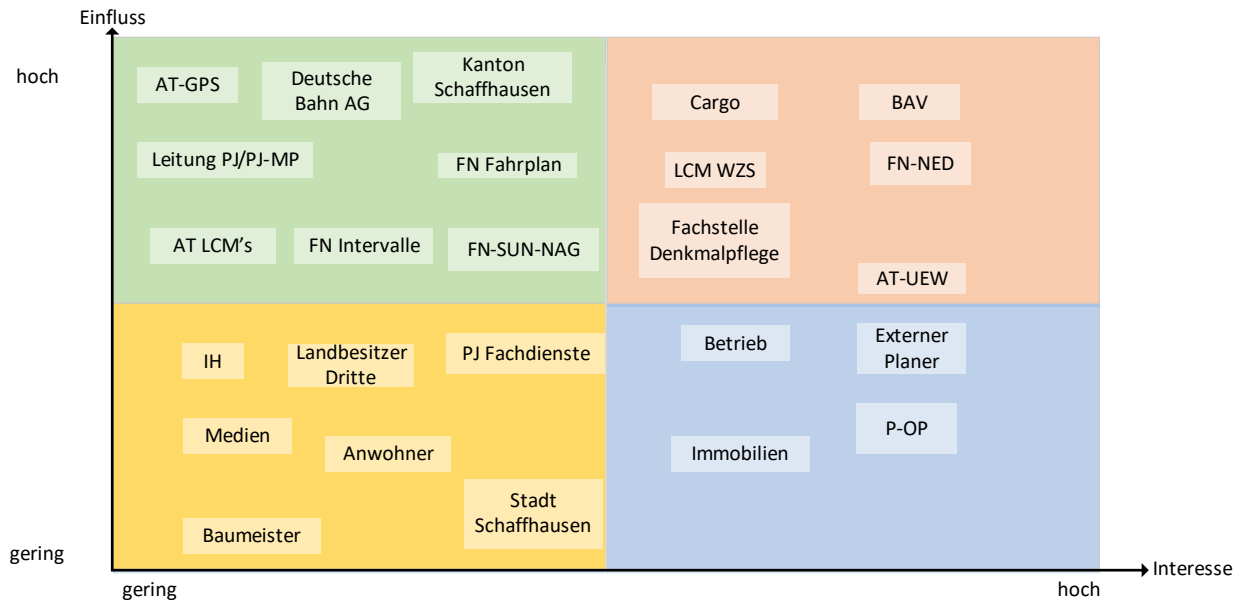 Einfluss
hoch
AT-GPS
Deutsche
Bahn AG
Kanton
Schaffhausen
Cargo
BAV
Leitung PJ/PJ-MP
FN Fahrplan
LCM WZS
FN-NED
AT LCM's
FN Intervalle
FN-SUN-NAG
Fachstelle
Denkmalpflege
AT-UEW
IH
Landbesitzer
Dritte
PJ Fachdienste
Betrieb
Externer
Planer
Medien
Anwohner
Immobilien
P-OP
Baumeister
Stadt
Schaffhausen
gering
gering
hoch
Interesse